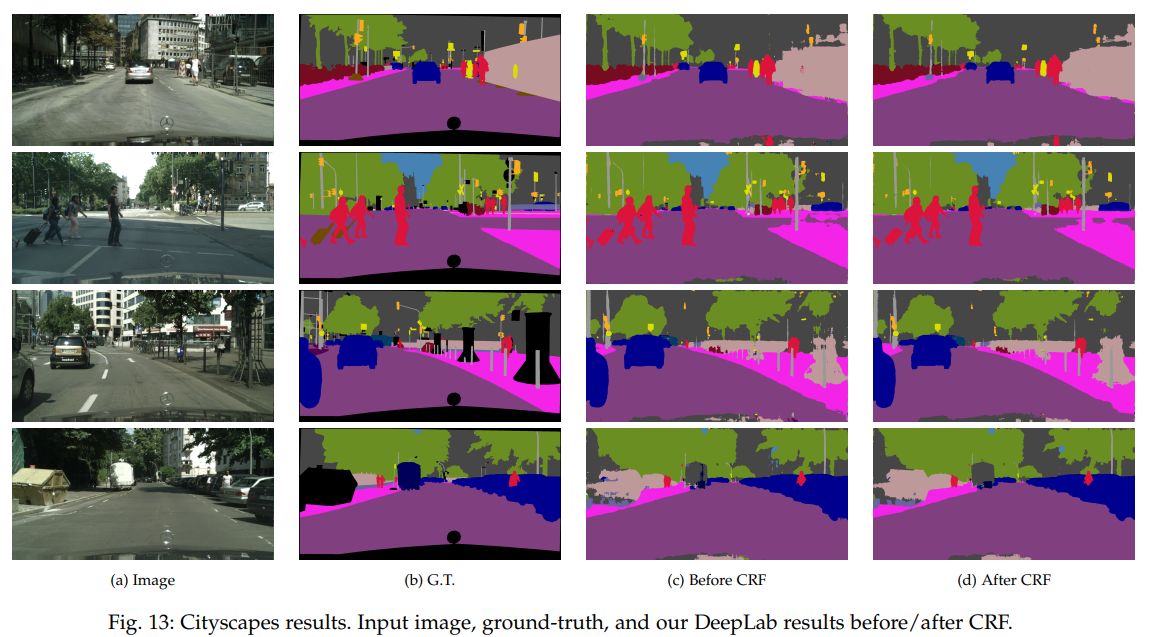 (a) Image
(b) G.T.
(c) Before CRF
(d) After CRF
Fig. 13: Cityscapes results. Input image, ground-truth, and our DeepLab results before/after CRF.